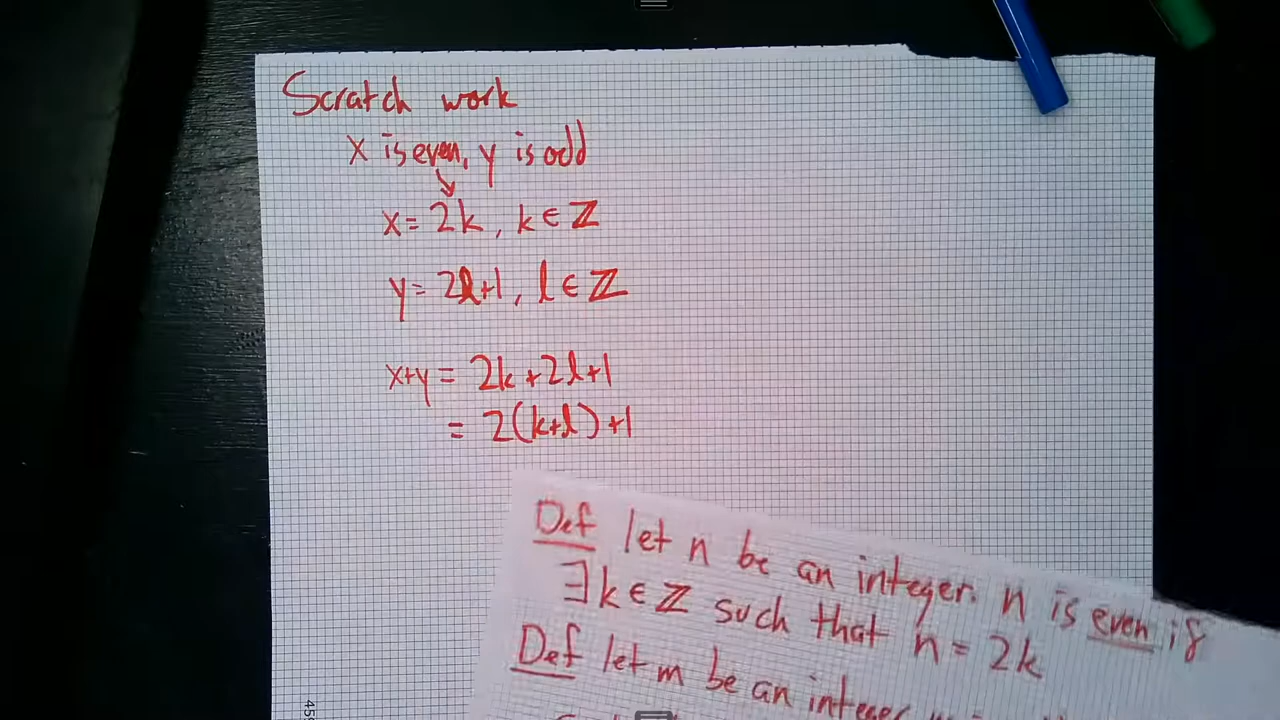 Scratch work
x is even, y is odd
x = 2k, k ∈ ℤ
y = 2l+1, l ∈ ℤ
x+y = 2k+2l+1
= 2(k+l)+1
Def let n be an integer. n is even if
∃k ∈ ℤ such that n = 2k
Def let m be an integer